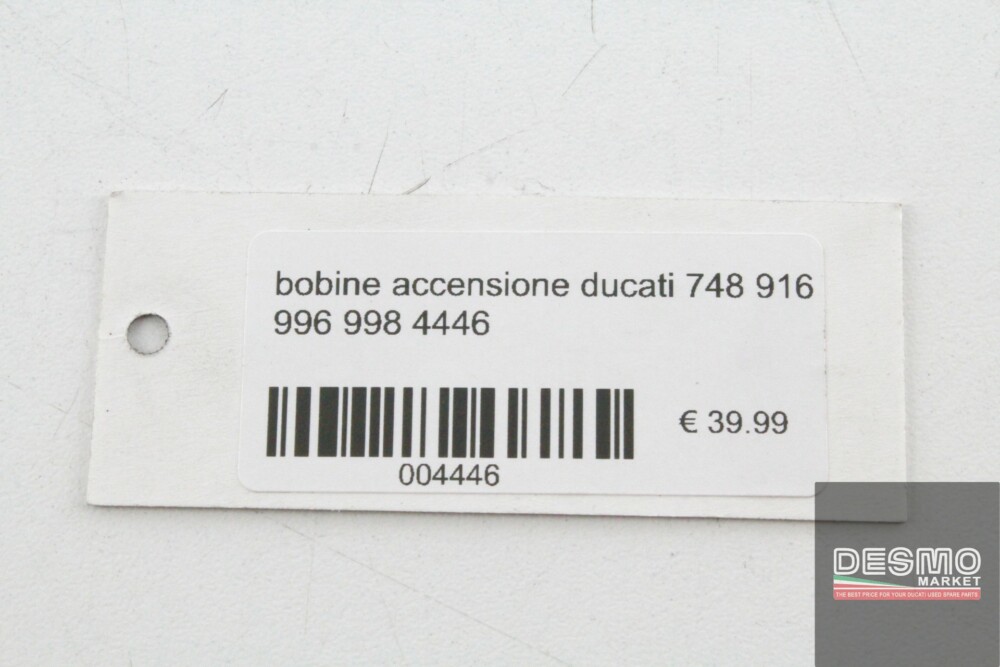 bobine accensione ducati 748 916
996 998 4446
€ 39.99
004446
DESMO
MARKET
THE BEST PRICE FOR YOUR DUCATI USED SPARE PARTS